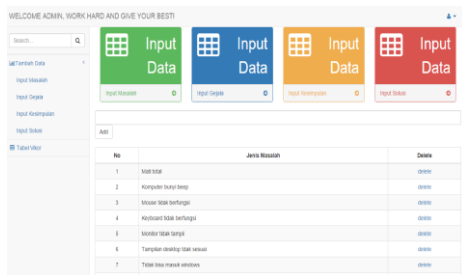 WELCOME ADMIN, WORK HARD AND GIVE YOUR BEST!
Search...
Tambah Data
Input Masalah
Input Gejala
Input Kesimpulan
Input Solusi
Tabel Vikor
Input Data
Input Masalah
Input Data
Input Gejala
Input Data
Input Kesimpulan
Input Data
Input Solusi
Add
No Jenis Masalah Delete
1 Mati total delete
2 Komputer bunyi beep delete
3 Mouse tidak berfungsi delete
4 Keyboard tidak berfungsi delete
5 Monitor tidak tampil delete
6 Tampilan desktop tidak sesuai delete
7 Tidak bisa masuk windows delete